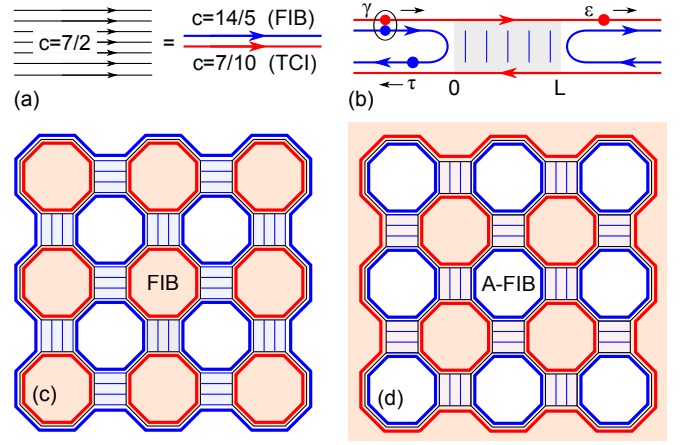 c=7/2 = c=14/5 (FIB)
c=7/10 (TCI)
(a)
γ ε
τ
0 L
(b)
FIB
(c)
A-FIB
(d)